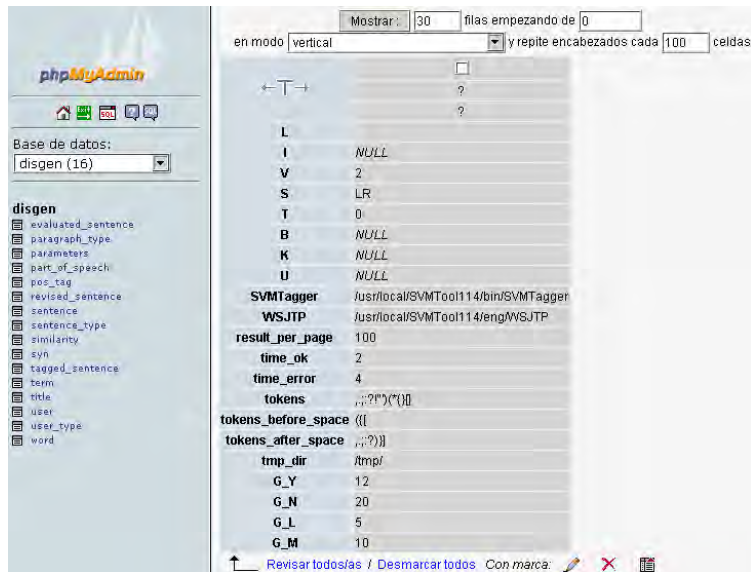 Mostrar : 30 filas empezando de 0
en modo vertical y repite encabezados cada 100 celdas
phpMyAdmin
SQL
Base de datos:
disgen (16)
disgen
evaluated_sentence
paragraph_type
parameters
part_of_speech
pos_tag
revised_sentence
sentence
sentence_type
similarity
syn
tagged_sentence
term
title
user
user_type
word
←T→
?
?
L
I NULL
V 2
S LR
T 0
B NULL
K NULL
U NULL
SVMTagger /usr/local/SVMTool114/bin/SVMTagger
WSJTP /usr/local/SVMTool114/eng/WSJTP
result_per_page 100
time_ok 2
time_error 4
tokens
tokens_before_space
tokens_after_space
tmp_dir /tmp/
G_Y 12
G_N 20
G_L 5
G_M 10
Revisar todos/as / Desmarcar todos Con marca: